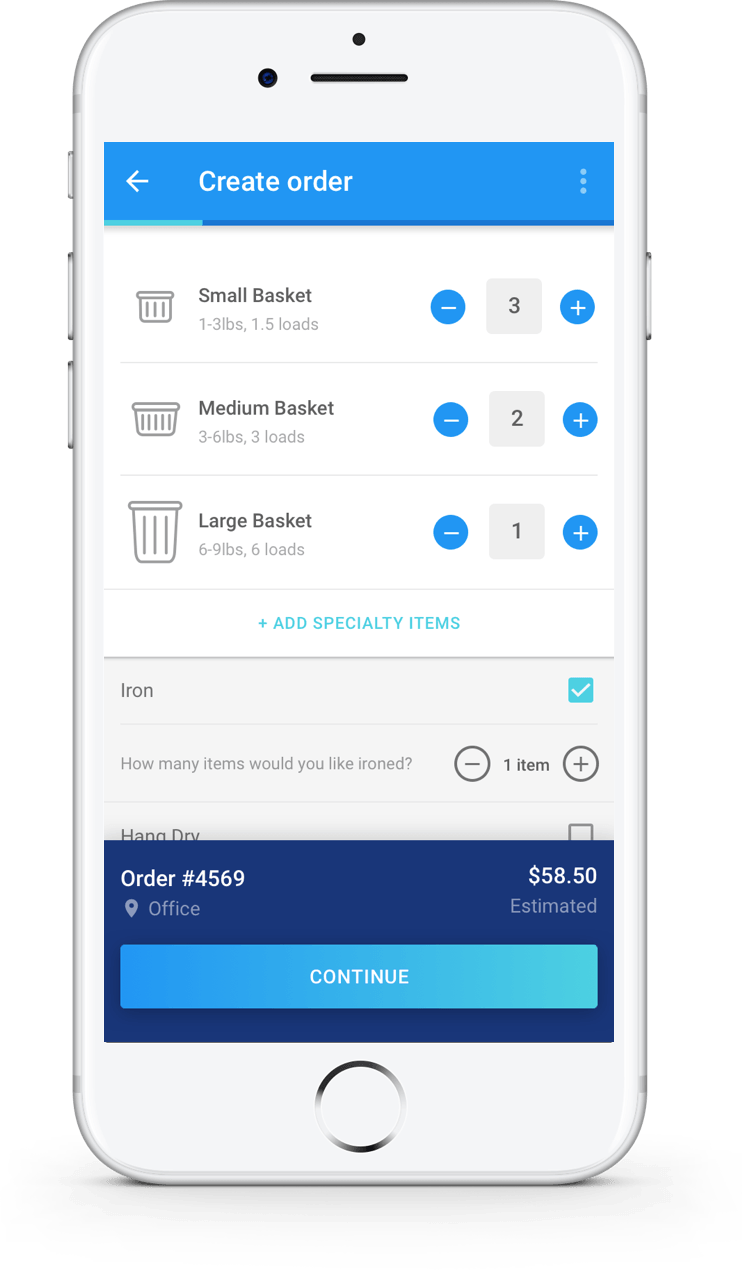 Create order
Small Basket
1-3lbs, 1.5 loads
3
Medium Basket
3-6lbs, 3 loads
2
Large Basket
6-9lbs, 6 loads
1
+ ADD SPECIALTY ITEMS
Iron
How many items would you like ironed?
1 item
Hang Dry
Order #4569
$58.50
Office
Estimated
CONTINUE